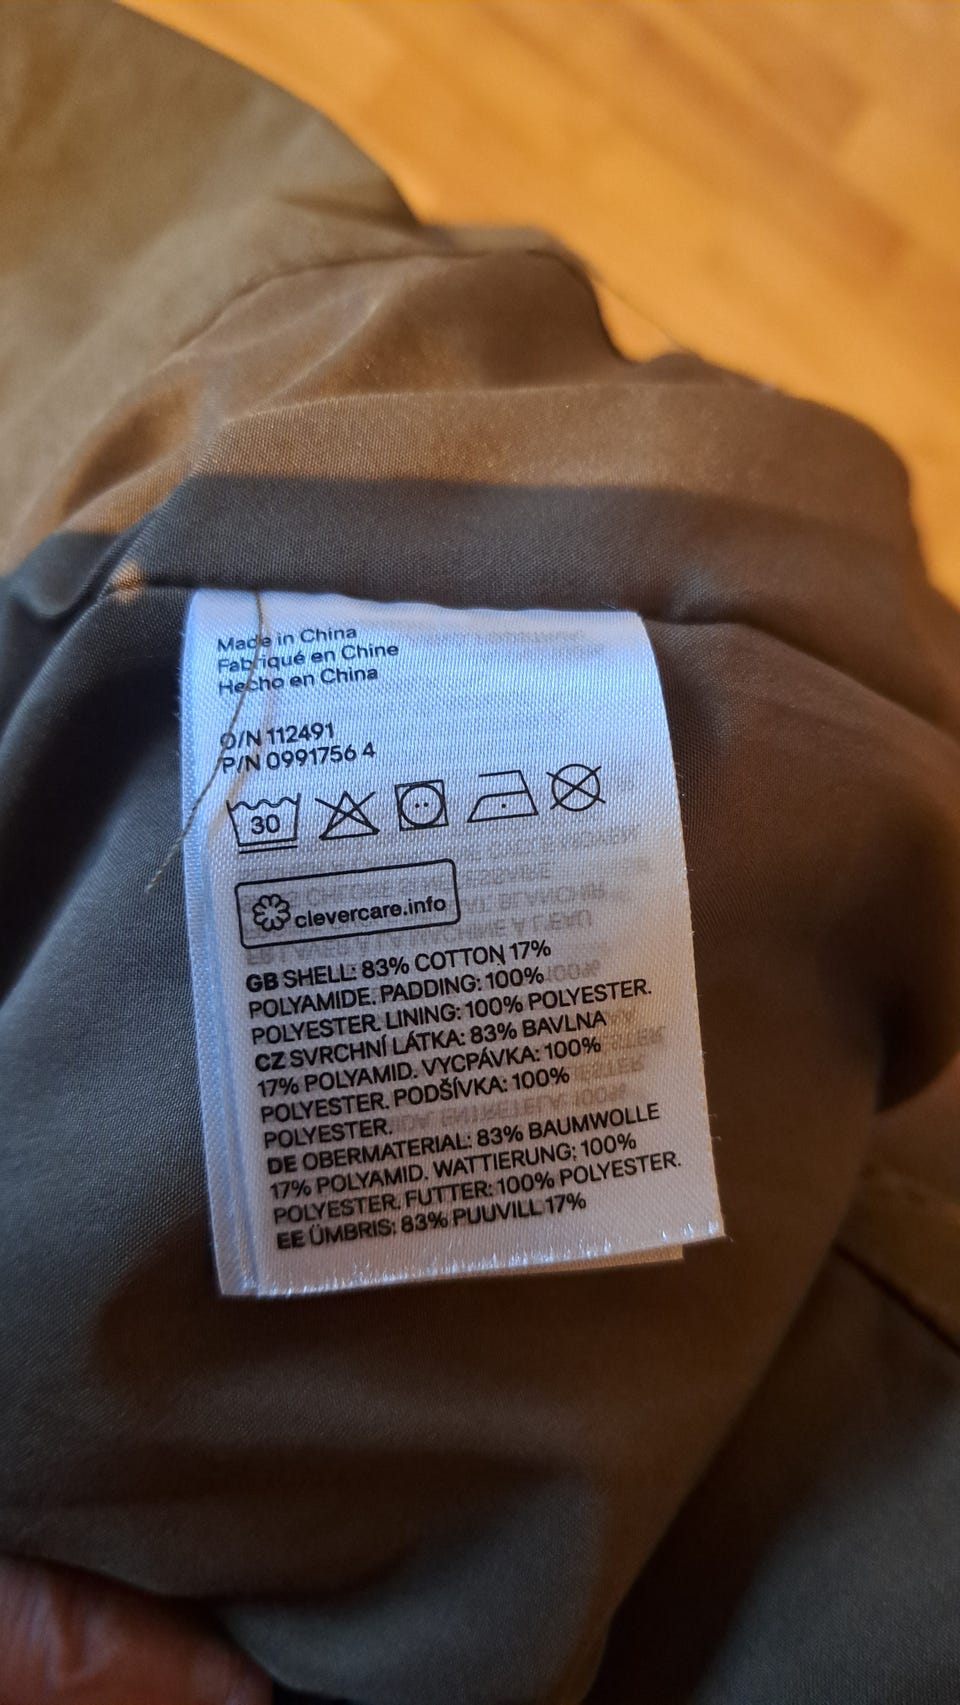 Made in China
Fabriqué en Chine
Hecho en China
O/N 112491
P/N 0991756 4
30
clevercare.info
GB SHELL: 83% COTTON 17%
POLYAMIDE. PADDING: 100%
POLYESTER. LINING: 100% POLYESTER.
CZ SVRCHNÍ LÁTKA: 83% BAVLNA
17% POLYAMID. VYCPÁVKA: 100%
POLYESTER. PODŠÍVKA: 100%
POLYESTER.
DE OBERMATERIAL: 83% BAUMWOLLE
17% POLYAMID. WATTIERUNG: 100%
POLYESTER. FUTTER: 100% POLYESTER.
EE ÜMBRIS: 83% PUUVILL 17%